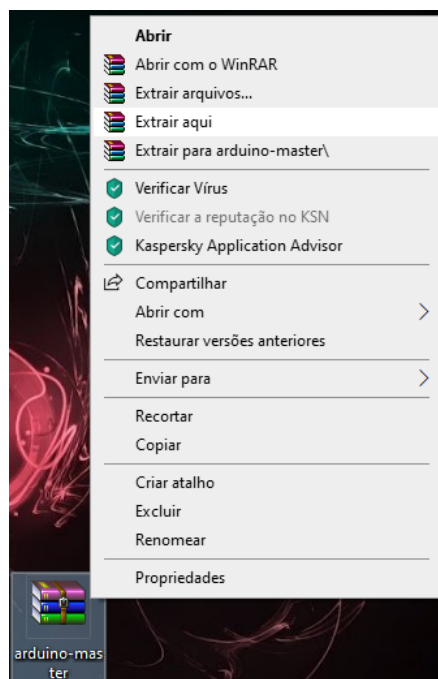 Abrir
Abrir com o WinRAR
Extrair arquivos...
Extrair aqui
Extrair para arduino-master\
Verificar Vírus
Verificar a reputação no KSN
Kaspersky Application Advisor
Compartilhar
Abrir com
Restaurar versões anteriores
Enviar para
Recortar
Copiar
Criar atalho
Excluir
Renomear
Propriedades
arduino-mas
ter